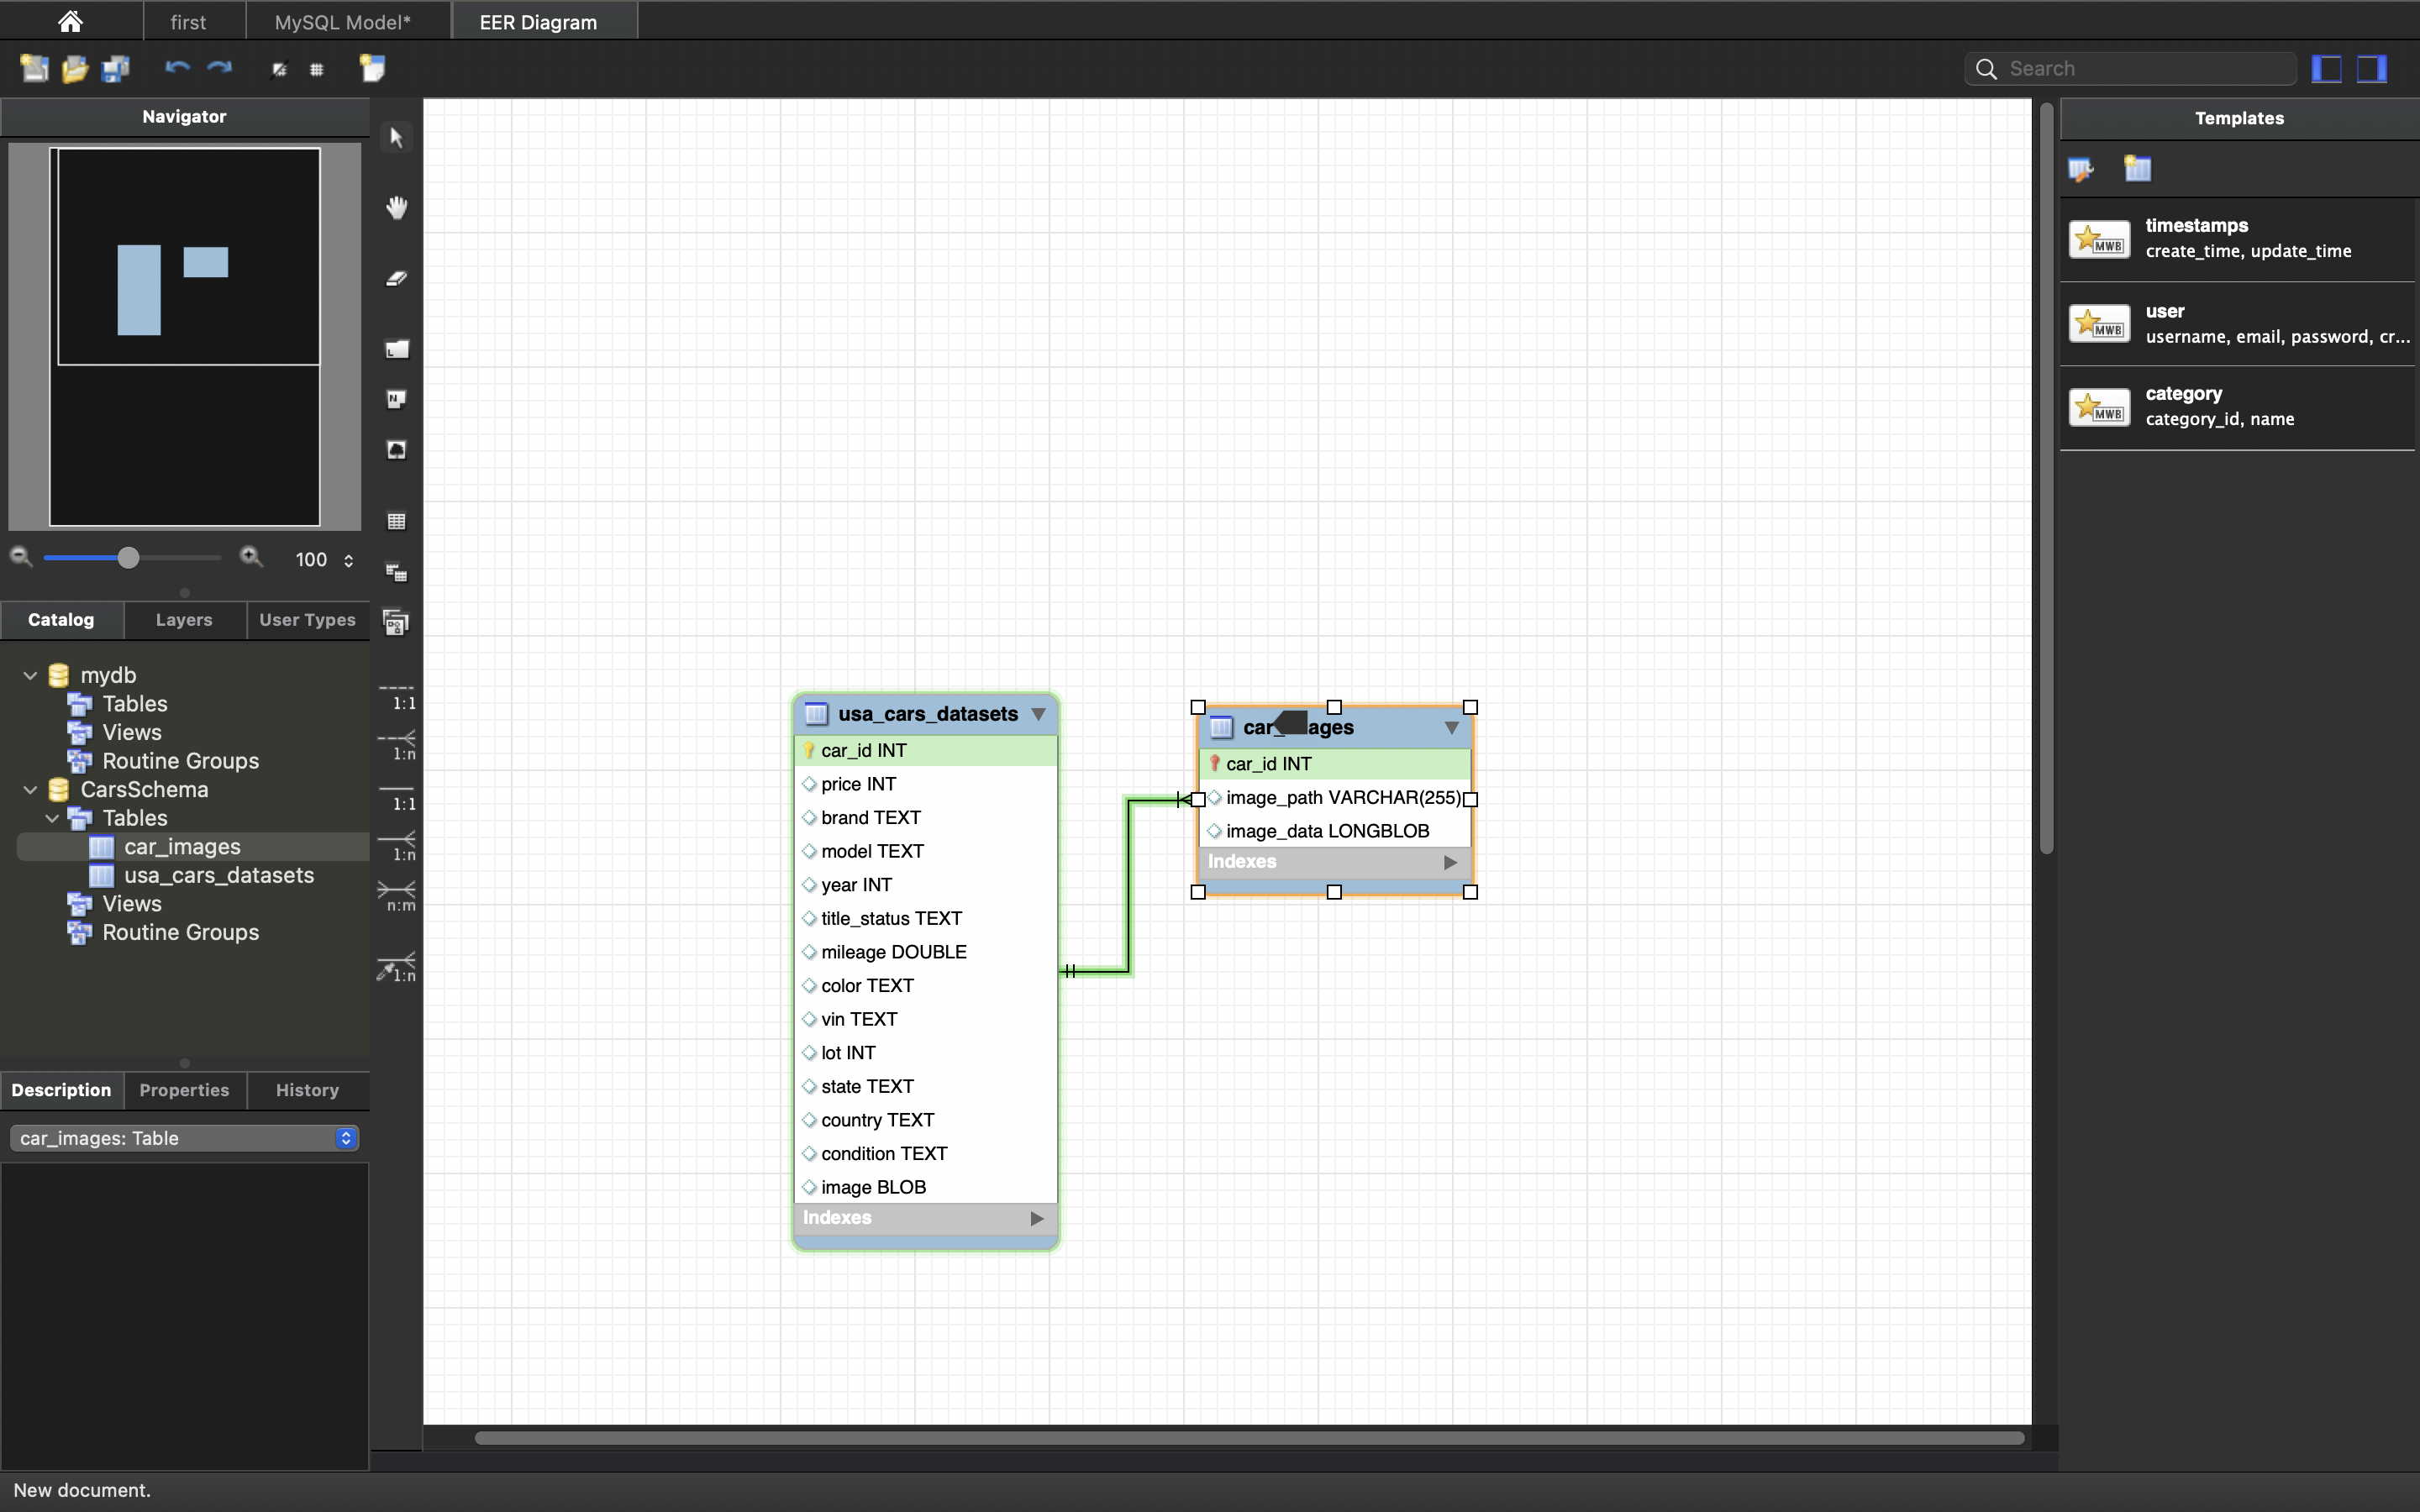 first
MySQL Model*
EER Diagram
Search
Navigator
Templates
timestamps
create_time, update_time
MWB
user
username, email, password, cr...
MWB
category
category_id, name
MWB
100
Catalog
Layers
User Types
mydb
Tables
Views
Routine Groups
CarsSchema
Tables
car_images
usa_cars_datasets
Views
Routine Groups
L
N
1:1
1:n
1:1
1:n
n:m
1:n
usa_cars_datasets
car_id INT
price INT
brand TEXT
model TEXT
year INT
title_status TEXT
mileage DOUBLE
color TEXT
vin TEXT
lot INT
state TEXT
country TEXT
condition TEXT
image BLOB
Indexes
car_ ages
car_id INT
image_path VARCHAR(255)
image_data LONGBLOB
Indexes
Description
Properties
History
car_images: Table
New document.